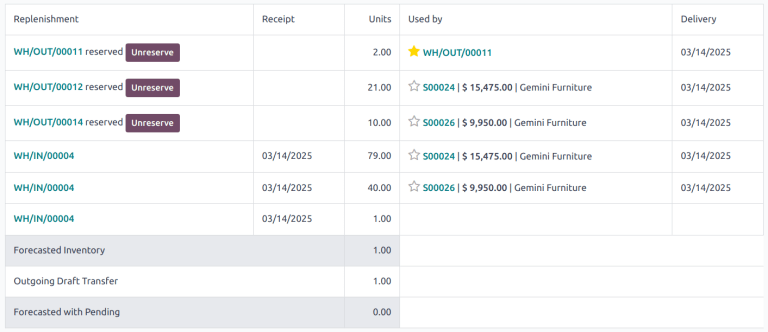 Replenishment Receipt Units Used by Delivery
WH/OUT/00011 reserved Unreserve 2.00 WH/OUT/00011 03/14/2025
WH/OUT/00012 reserved Unreserve 21.00 S00024 | $ 15,475.00 | Gemini Furniture 03/14/2025
WH/OUT/00014 reserved Unreserve 10.00 S00026 | $ 9,950.00 | Gemini Furniture 03/14/2025
WH/IN/00004 03/14/2025 79.00 S00024 | $ 15,475.00 | Gemini Furniture 03/14/2025
WH/IN/00004 03/14/2025 40.00 S00026 | $ 9,950.00 | Gemini Furniture 03/14/2025
WH/IN/00004 03/14/2025 1.00
Forecasted Inventory 1.00
Outgoing Draft Transfer 1.00
Forecasted with Pending 0.00